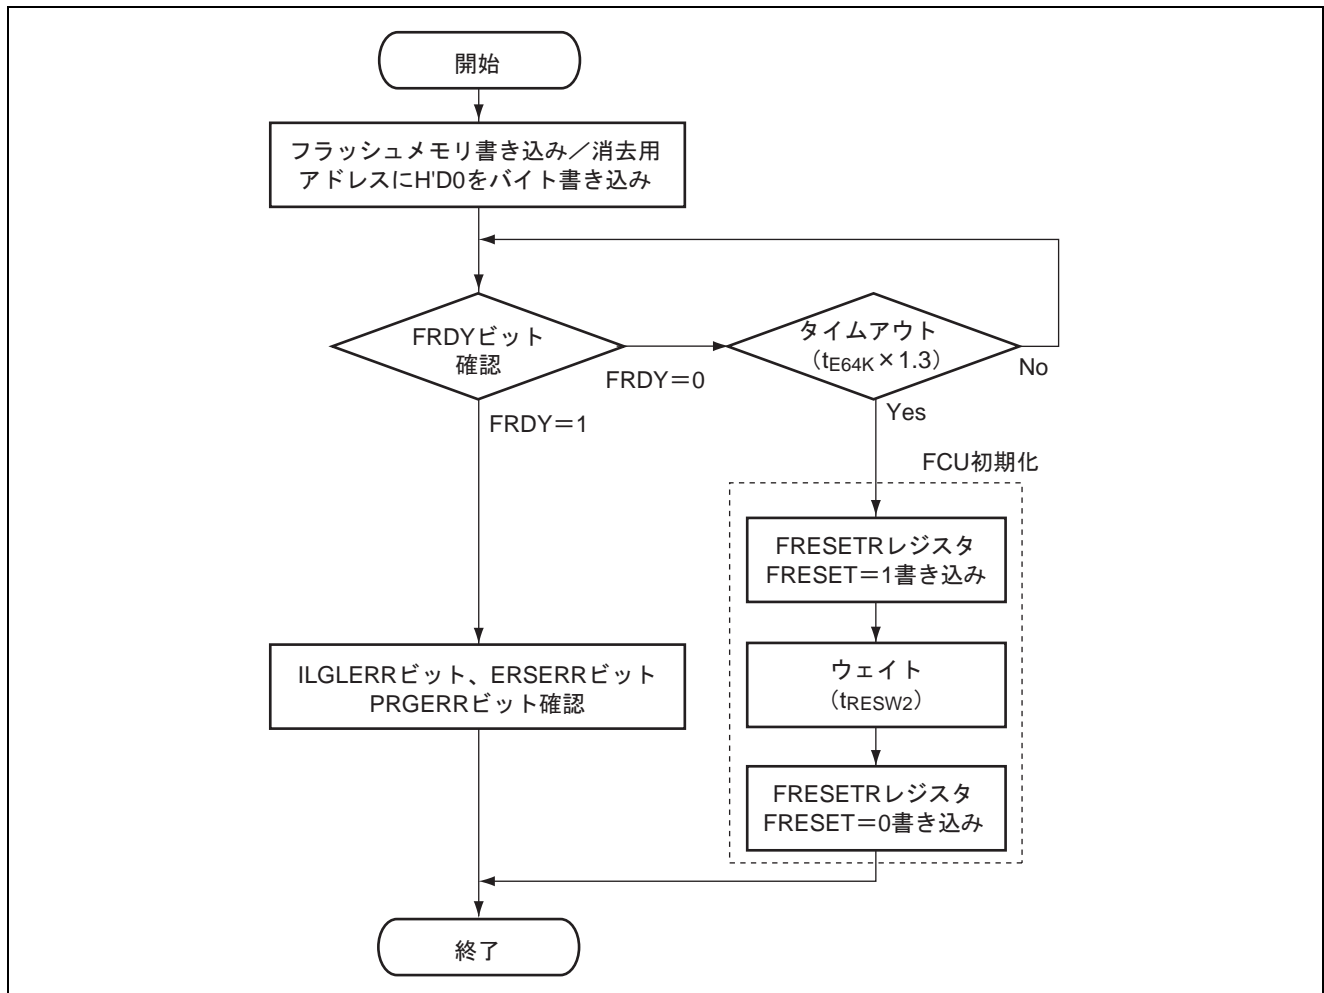 開始
フラッシュメモリ書き込み／消去用
アドレスにH'D0をバイト書き込み
FRDYビット
確認
FRDY＝0
FRDY＝1
タイムアウト
（tE64K×1.3）
No
Yes
FCU初期化
FRESETRレジスタ
FRESET＝1書き込み
ウェイト
（tRESW2）
FRESETRレジスタ
FRESET＝0書き込み
ILGLERRビット、ERSERRビット
PRGERRビット確認
終了